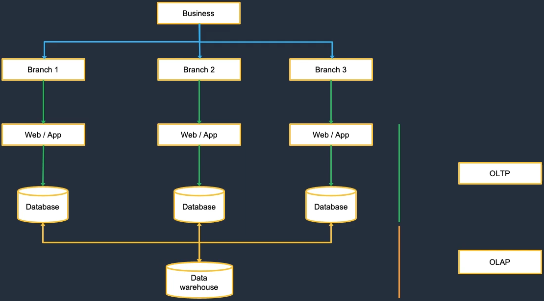 Business
Branch 1
Branch 2
Branch 3
Web / App
Web / App
Web / App
OLTP
Database
Database
Database
OLAP
Data
warehouse